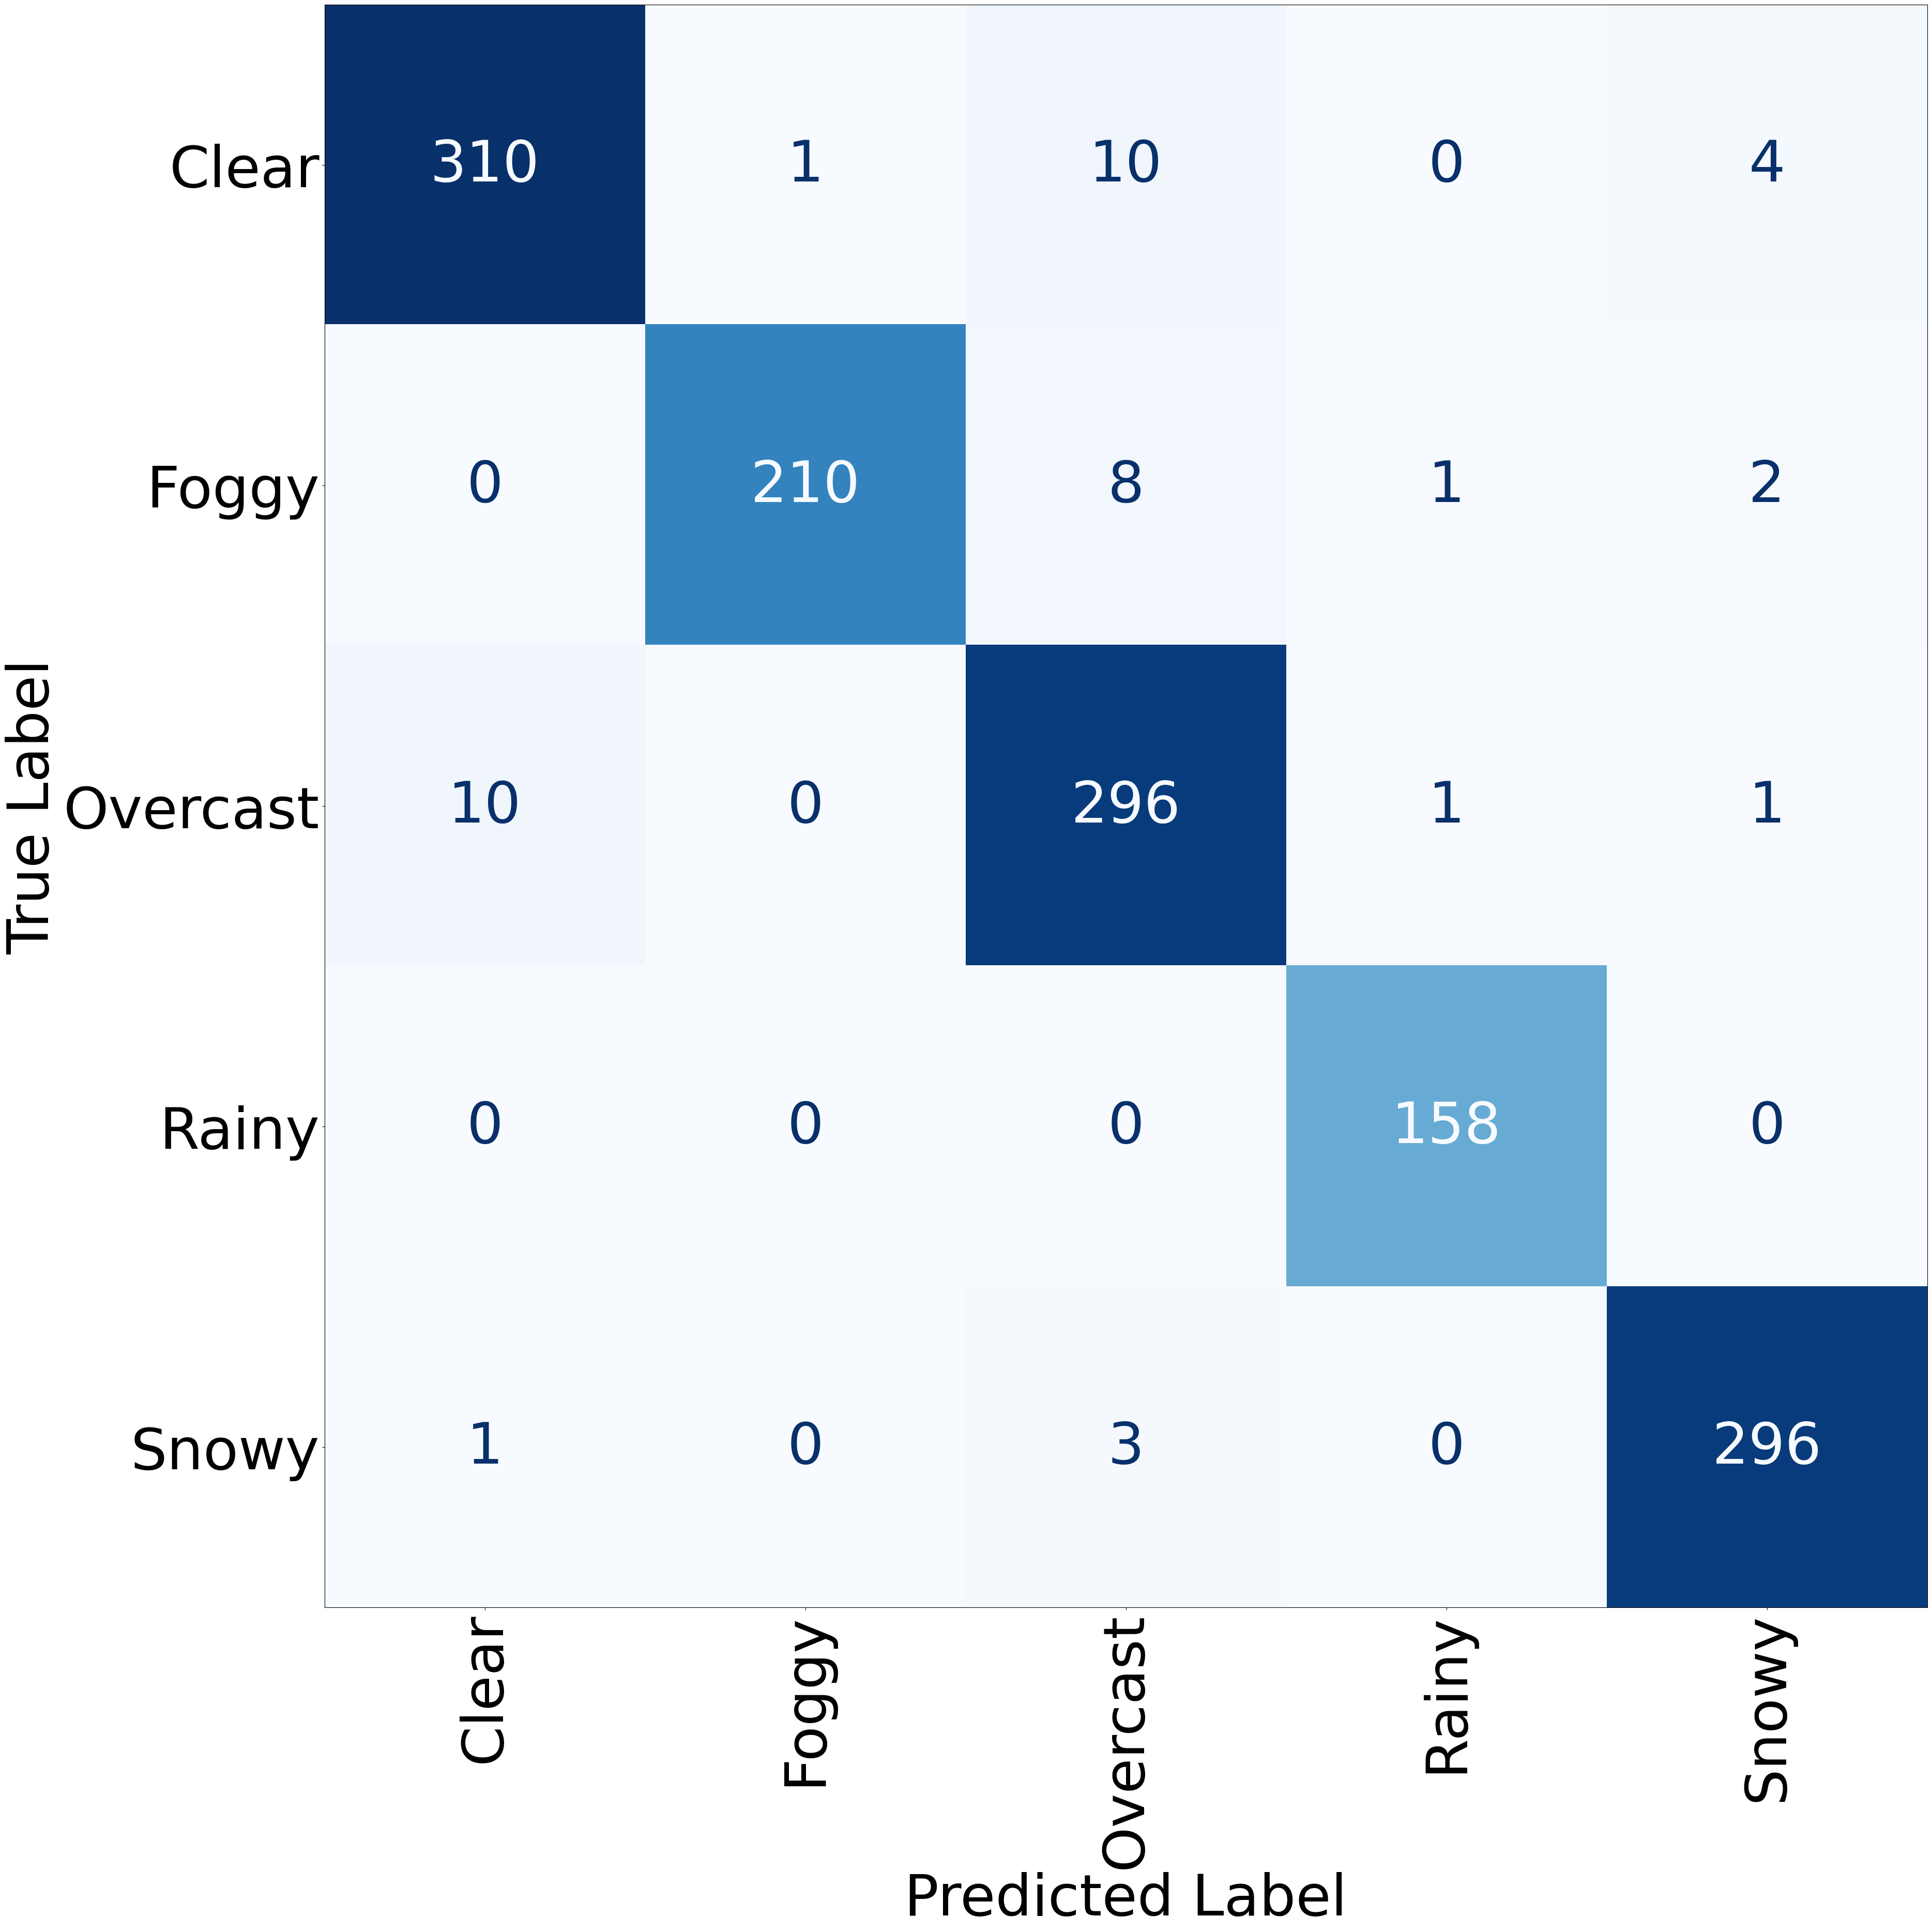 Clear 310 1 10 0 4
Foggy 0 210 8 1 2
Overcast 10 0 296 1 1
Rainy 0 0 0 158 0
Snowy 1 0 3 0 296
True Label
Clear Foggy Overcast Rainy Snowy
Predicted Label